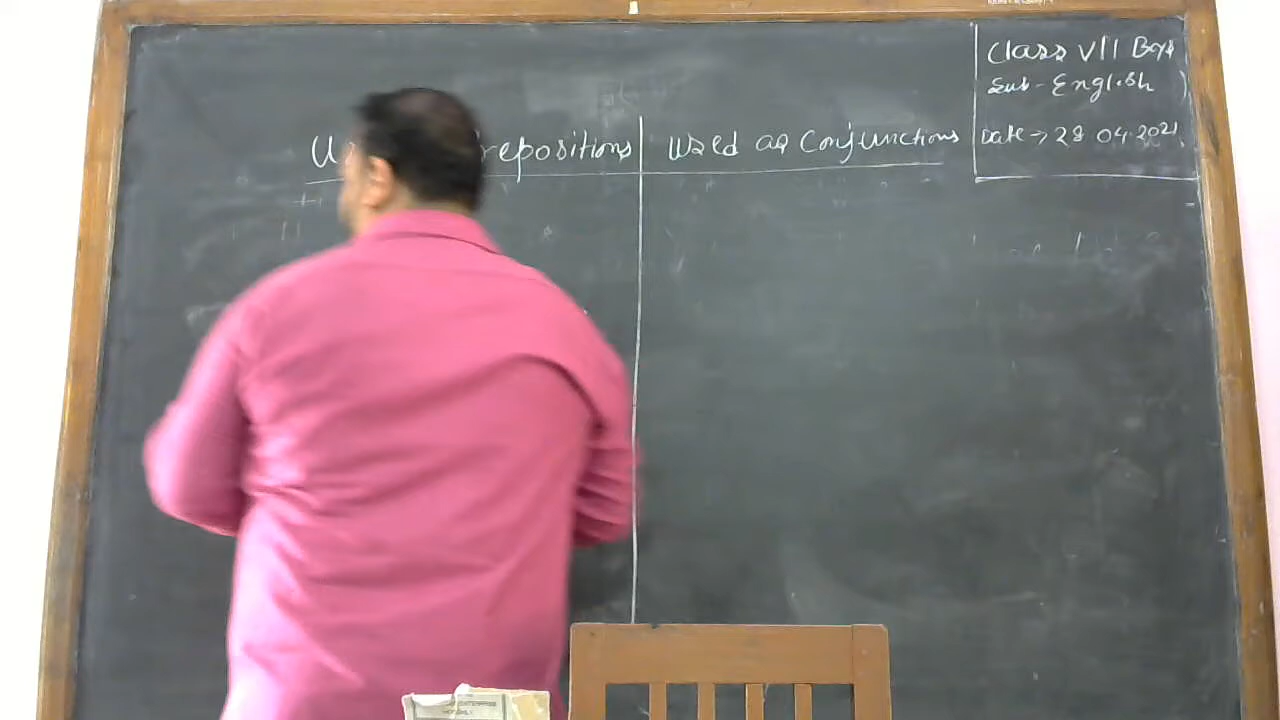 Class VII Boys
Sub - English
Date → 28 04.2021
repositions
Used as Conjunctions